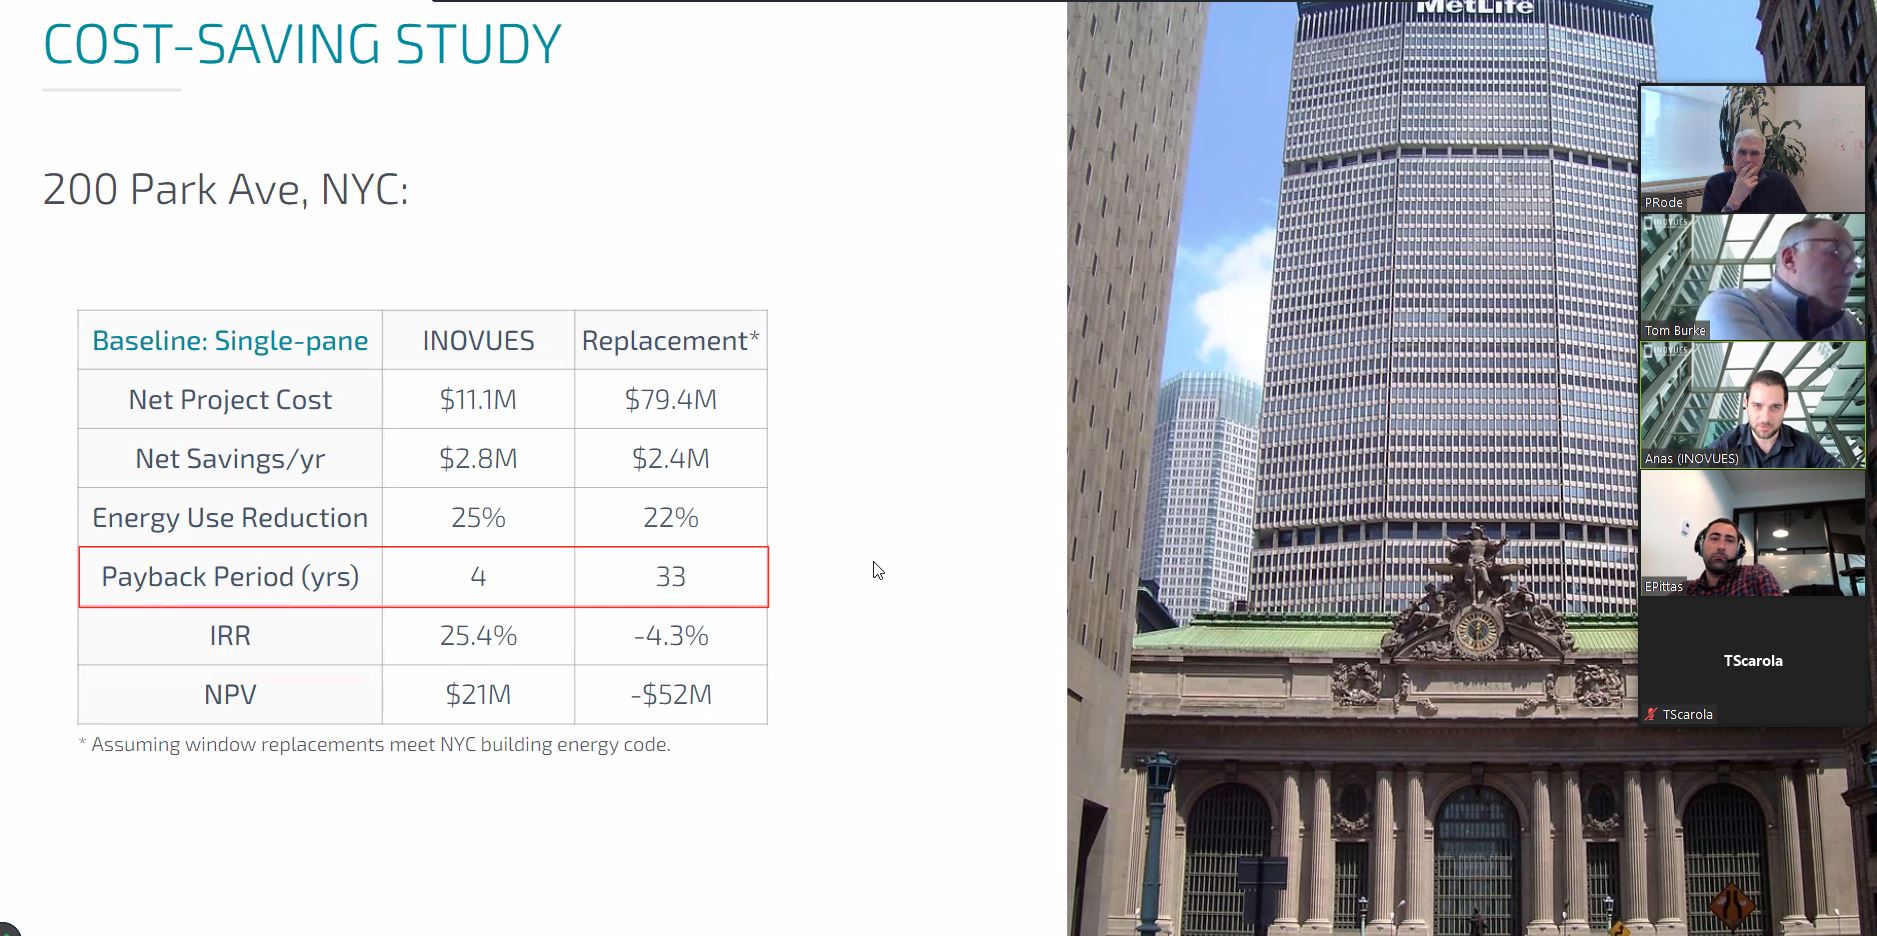 COST-SAVING STUDY
200 Park Ave, NYC:
Baseline: Single-pane INOVUES Replacement*
Net Project Cost $11.1M $79.4M
Net Savings/yr $2.8M $2.4M
Energy Use Reduction 25% 22%
Payback Period (yrs) 4 33
IRR 25.4% -4.3%
NPV $21M -$52M
* Assuming window replacements meet NYC building energy code.
MetLife
PRode
INOVUES
Tom Burke
INOVUES
Anas (INOVUES)
EPittas
TScarola
TScarola